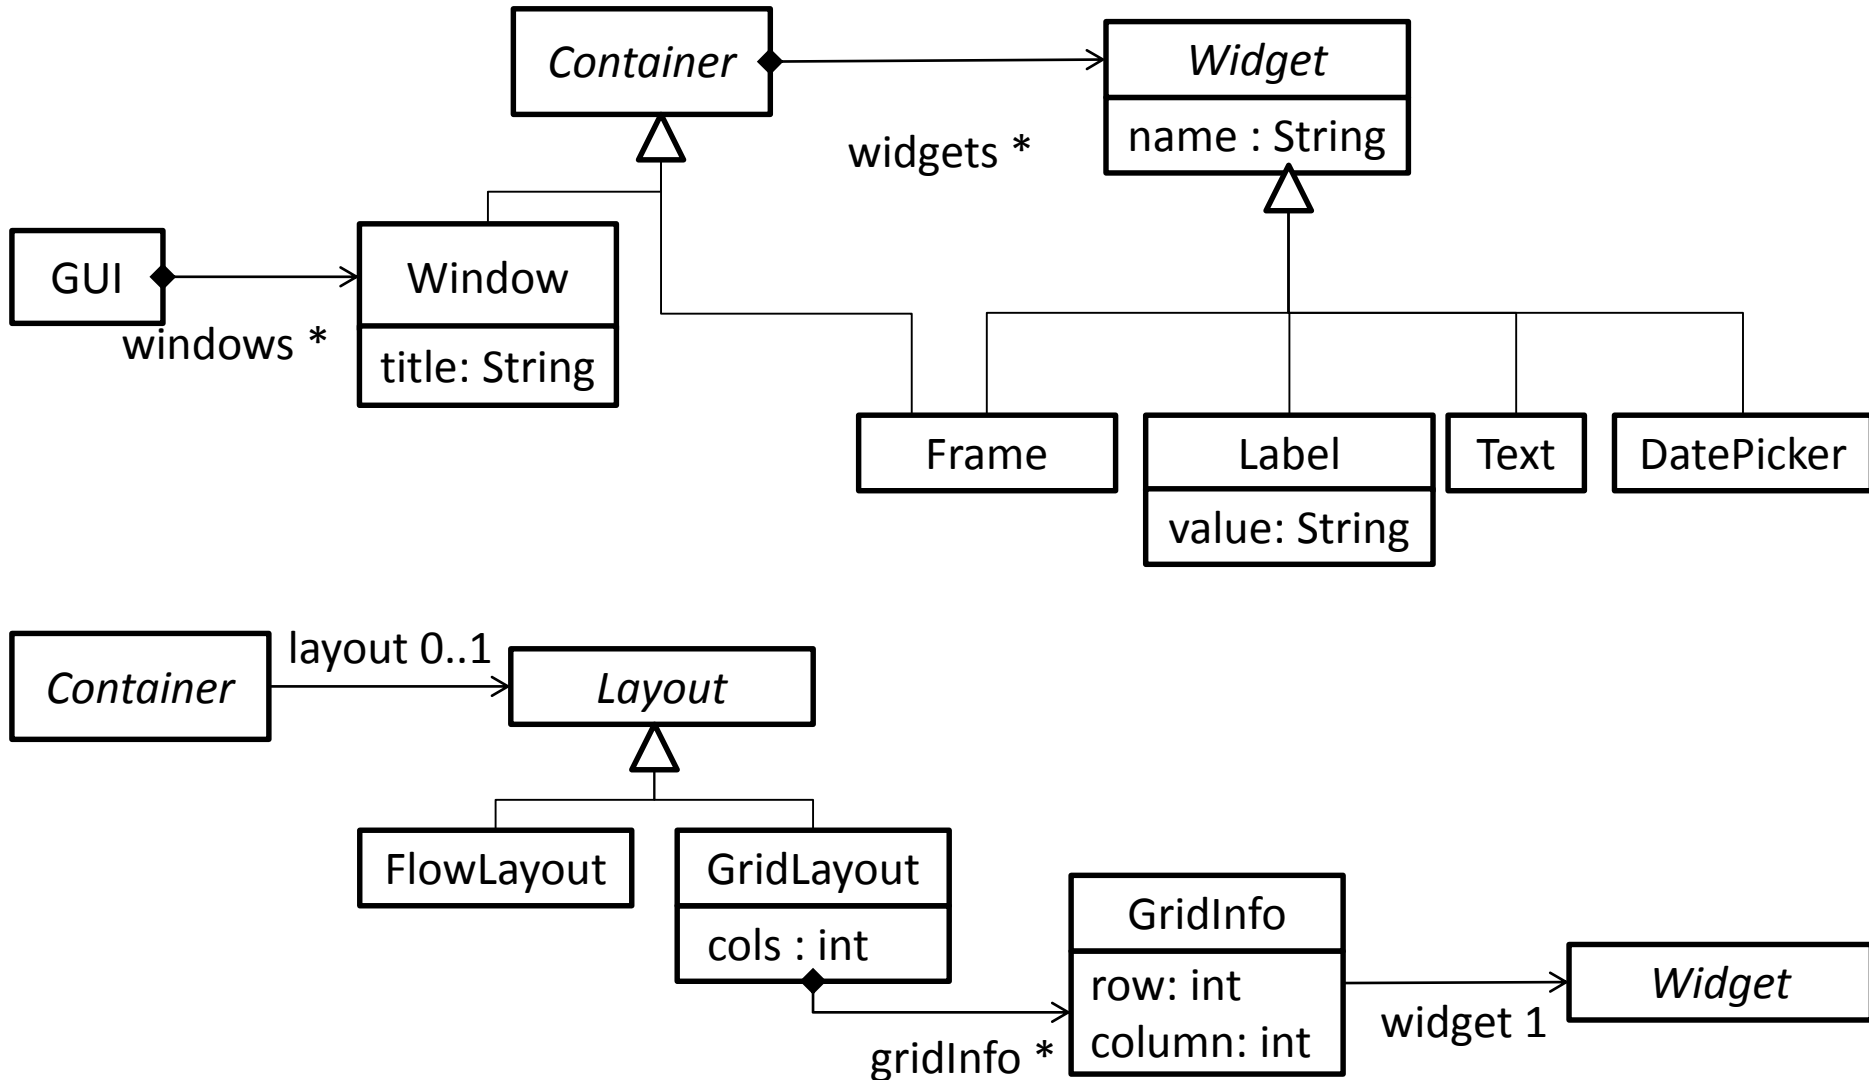 Container
Widget
name : String
widgets *
GUI
Window
windows *
title: String
Frame
Label
Text
DatePicker
value: String
Container
layout 0..1
Layout
FlowLayout
GridLayout
cols : int
GridInfo
row: int
column: int
gridInfo *
widget 1
Widget